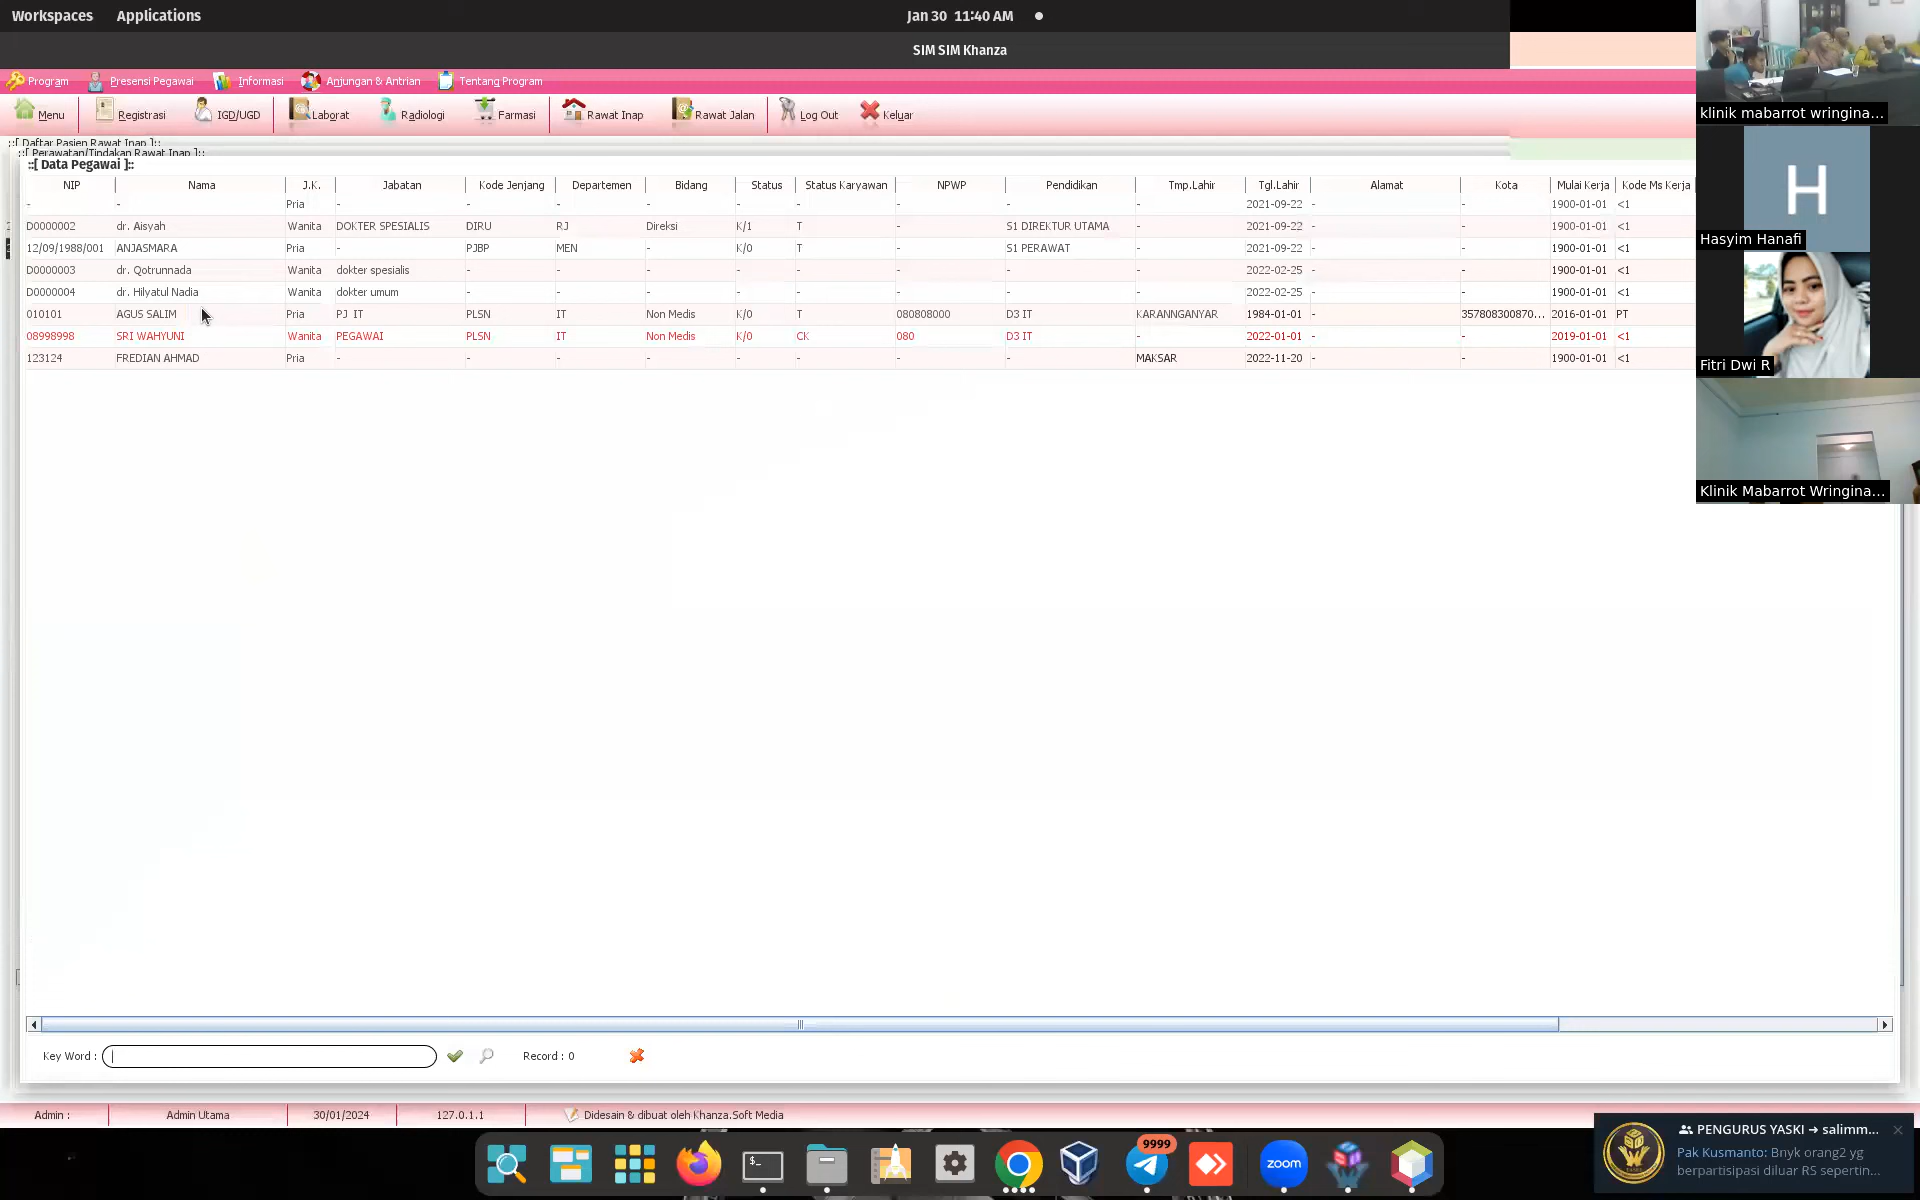 Workspaces Applications Jan 30 11:40 AM
SIM SIM Khanza
Program Presensi Pegawai Informasi Anjungan & Antrian Tentang Program
Menu Registrasi IGD/UGD Laborat Radiologi Farmasi Rawat Inap Rawat Jalan Log Out Keluar
::[ Daftar Pasien Rawat Inap ]::
::[ Perawatan/Tindakan Rawat Inap ]::
::[ Data Pegawai ]::
NIP Nama J.K. Jabatan Kode Jenjang Departemen Bidang Status Status Karyawan NPWP Pendidikan Tmp.Lahir Tgl.Lahir Alamat Kota Mulai Kerja Kode Ms Kerja
- - Pria - - - - - - - - - 2021-09-22 - - 1900-01-01 <1
D0000002 dr. Aisyah Wanita DOKTER SPESIALIS DIRU RJ Direksi K/1 T - S1 DIREKTUR UTAMA - 2021-09-22 - - 1900-01-01 <1
12/09/1988/001 ANJASMARA Pria - PJBP MEN - K/0 T - S1 PERAWAT - 2021-09-22 - - 1900-01-01 <1
D0000003 dr. Qotrunnada Wanita dokter spesialis - - - - - - - - 2022-02-25 - - 1900-01-01 <1
D0000004 dr. Hilyatul Nadia Wanita dokter umum - - - - - - - - 2022-02-25 - - 1900-01-01 <1
010101 AGUS SALIM Pria PJ IT PLSN IT Non Medis K/0 T 080808000 D3 IT KARANNGANYAR 1984-01-01 - 357808300870... 2016-01-01 PT
08998998 SRI WAHYUNI Wanita PEGAWAI PLSN IT Non Medis K/0 CK 080 D3 IT - 2022-01-01 - - 2019-01-01 <1
123124 FREDIAN AHMAD Pria - - - - - - - - MAKSAR 2022-11-20 - - 1900-01-01 <1
Key Word : Record : 0
Admin : Admin Utama 30/01/2024 127.0.1.1 Didesain & dibuat oleh Khanza.Soft Media
klinik mabarrot wringina...
H
Hasyim Hanafi
Fitri Dwi R
Klinik Mabarrot Wringina...
9999
zoom
PENGURUS YASKI ➔ salimm...
Pak Kusmanto: Bnyk orang2 yg
berpartisipasi diluar RS sepertin...